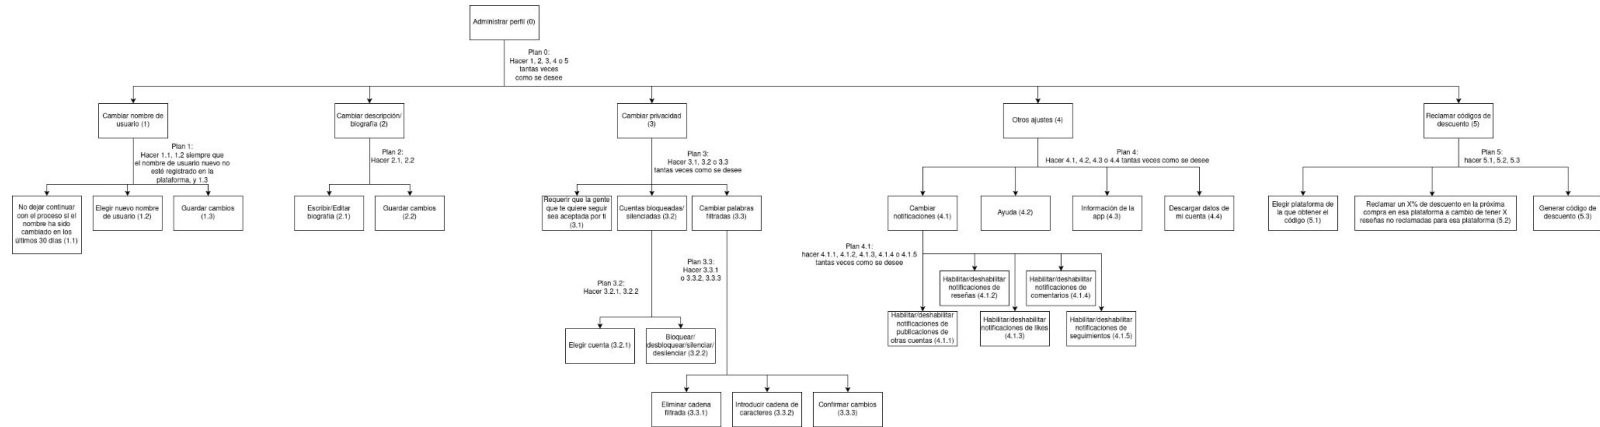 Administrar perfil (0)
Plan 0:
Hacer 1, 2, 3, 4 o 5
tantas veces
como se desee
Cambiar nombre de
usuario (1)
Cambiar descripción/
biografía (2)
Cambiar privacidad
(3)
Otros ajustes (4)
Reclamar códigos de
descuento (5)
Plan 1:
Hacer 1.1, 1.2 siempre que
el nombre de usuario nuevo no
esté registrado en la
plataforma, y 1.3
Plan 2:
Hacer 2.1, 2.2
Plan 3:
Hacer 3,1, 3.2 o 3.3
tantas veces como se desee
Plan 4:
Hacer 4.1, 4.2, 4.3 o 4.4 tantas veces como se desee
Plan 5:
hacer 5.1, 5.2, 5.3
No dejar continuar
con el proceso si el
nombre ha sido
cambiado en los
últimos 30 días (1.1)
Elegir nuevo nombre
de usuario (1.2)
Guardar cambios
(1.3)
Escribir/Editar
biografía (2.1)
Guardar cambios
(2.2)
Requerir que la gente
que te quiere seguir
sea aceptada por ti
(3.1)
Cuentas bloqueadas/
silenciadas (3.2)
Cambiar palabras
filtradas (3.3)
Cambiar
notificaciones (4.1)
Ayuda (4.2)
Información de la
app (4.3)
Descargar datos de
mi cuenta (4.4)
Elegir plataforma de
la que obtener el
código (5.1)
Reclamar un X% de descuento en la próxima
compra en esa plataforma a cambio de tener X
reseñas no reclamadas para esa plataforma (5.2)
Generar código de
descuento (5.3)
Plan 3.2:
Hacer 3.2.1, 3.2.2
Plan 3.3:
Hacer 3.3.1
o 3.3.2, 3.3.3
Plan 4.1:
hacer 4.1.1, 4.1.2, 4.1.3, 4.1.4 o 4.1.5
tantas veces como se desee
Habilitar/deshabilitar
notificaciones de
reseñas (4.1.2)
Habilitar/deshabilitar
notificaciones de
comentarios (4.1.4)
Habilitar/deshabilitar
notificaciones de
publicaciones de
otras cuentas (4.1.1)
Habilitar/deshabilitar
notificaciones de likes
(4.1.3)
Habilitar/deshabilitar
notificaciones de
seguimientos (4.1.5)
Elegir cuenta (3.2.1)
Bloquear/
desbloquear/silenciar/
desilenciar (3.2.2)
Eliminar cadena
filtrada (3.3.1)
Introducir cadena de
caracteres (3.3.2)
Confirmar cambios
(3.3.3)